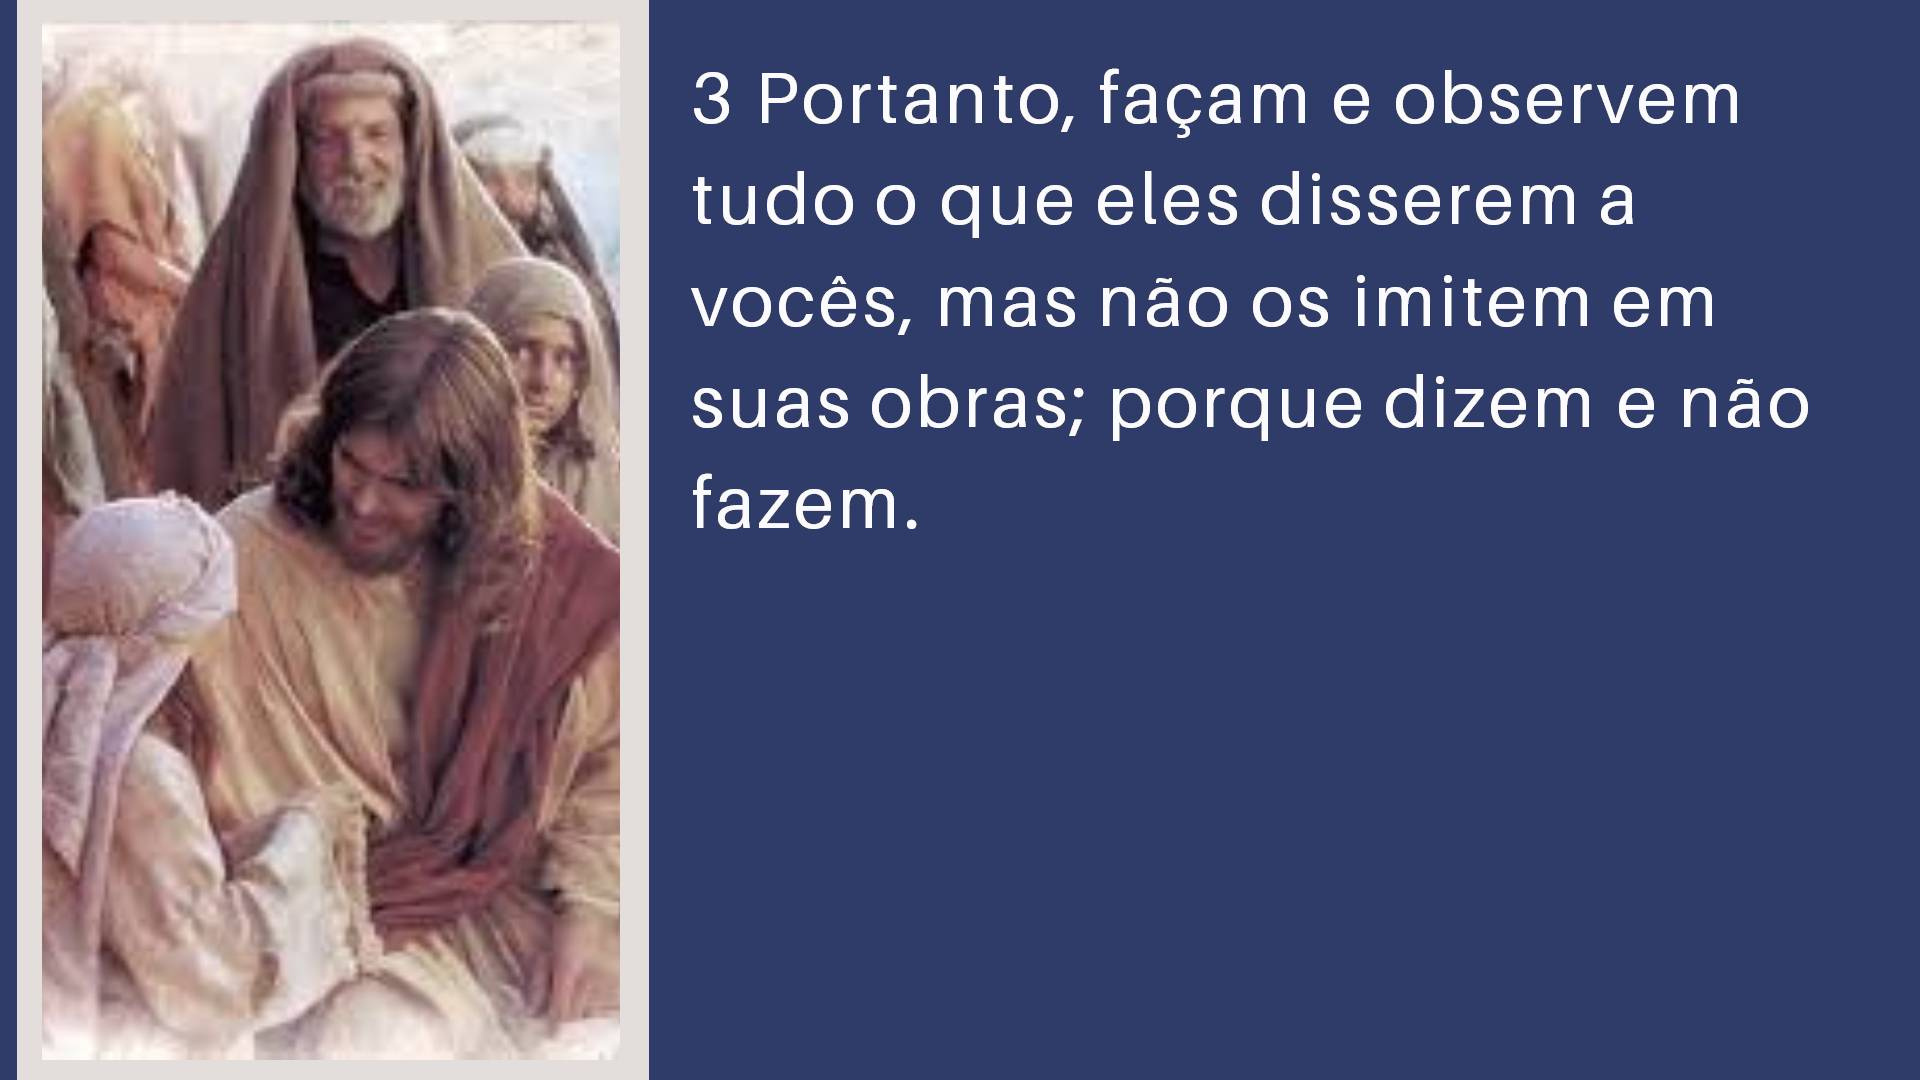 3 Portanto, façam e observem
tudo o que eles disserem a
vocês, mas não os imitem em
suas obras; porque dizem e não
fazem.